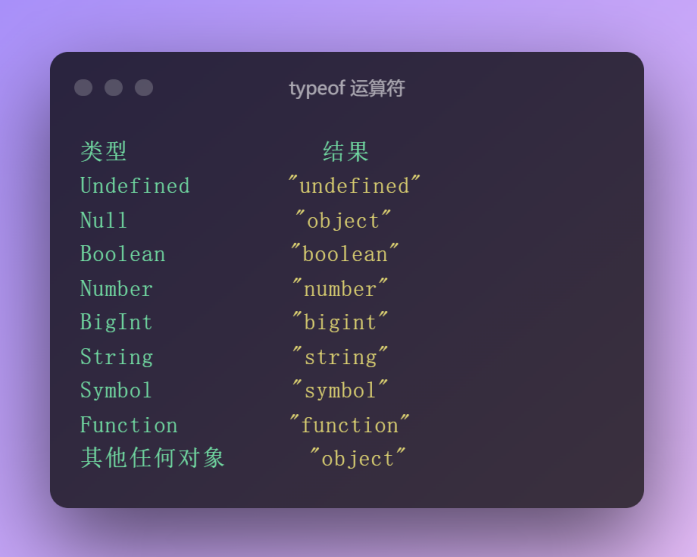 typeof 运算符
类型 结果
Undefined "undefined"
Null "object"
Boolean "boolean"
Number "number"
BigInt "bigint"
String "string"
Symbol "symbol"
Function "function"
其他任何对象 "object"